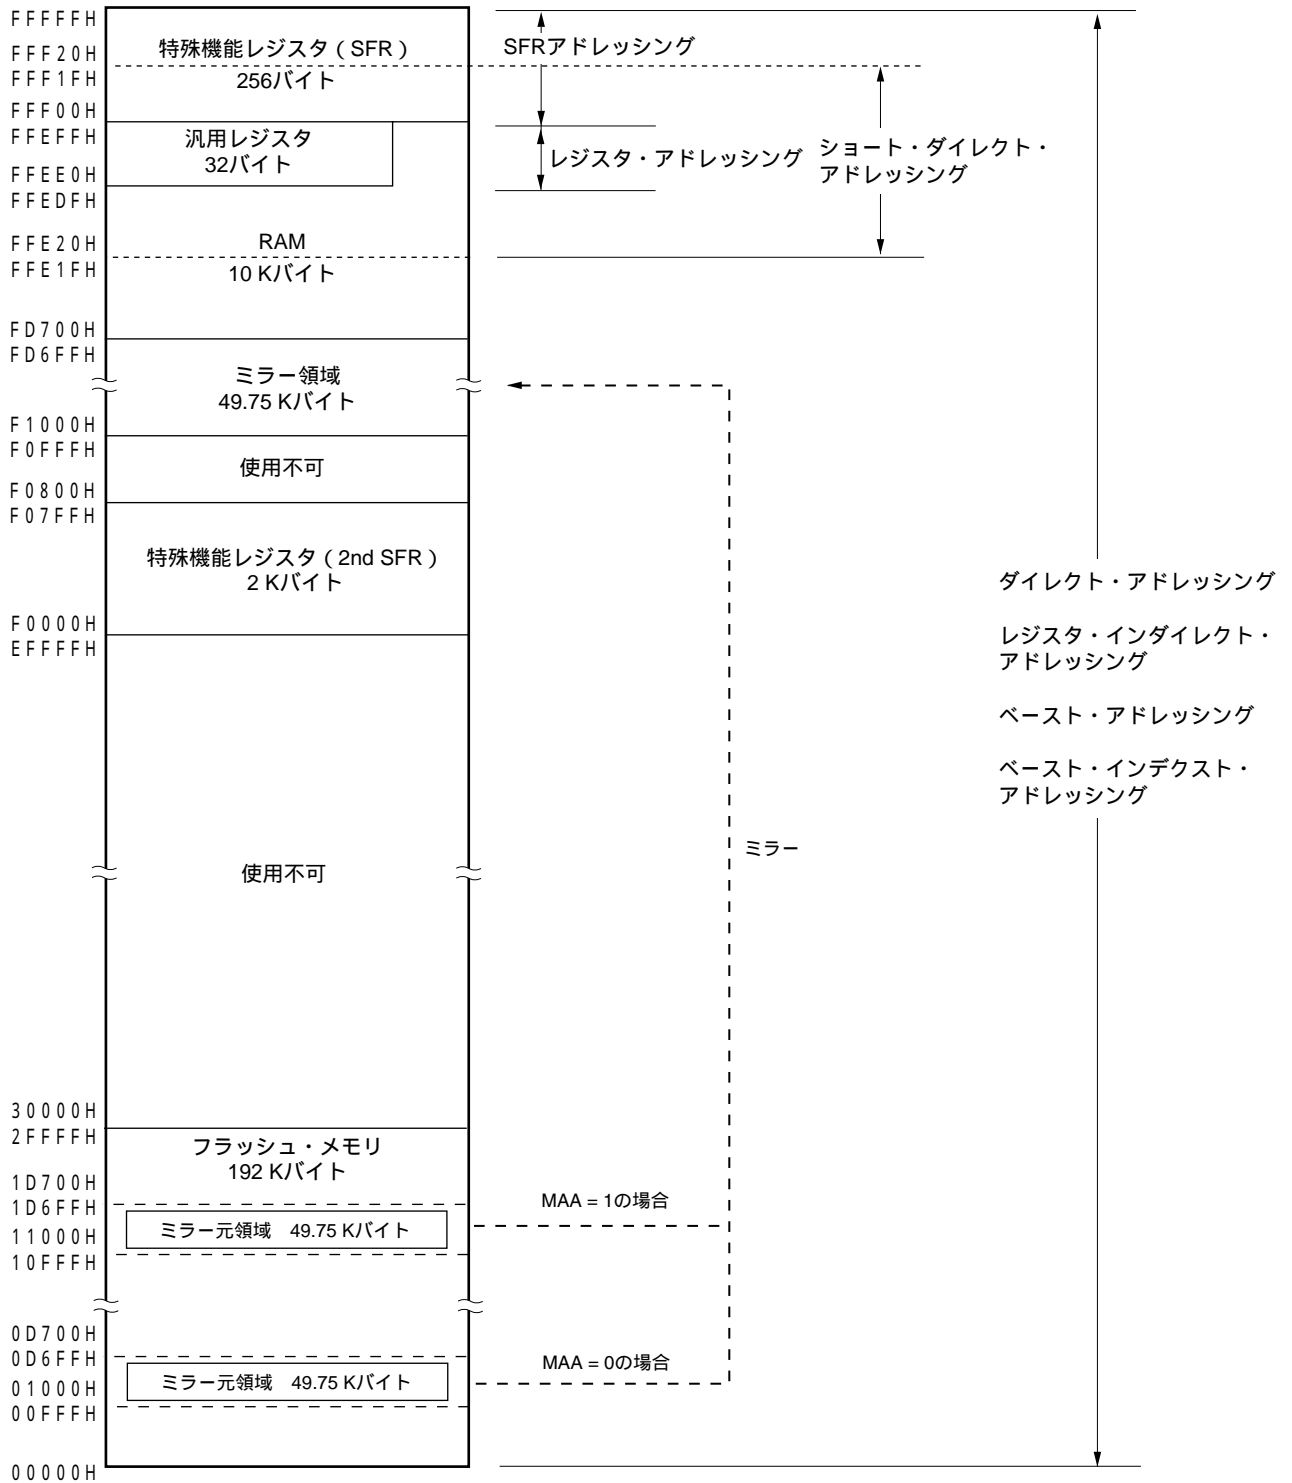 FFFFFH
特殊機能レジスタ（SFR）
SFRアドレッシング
FFF20H
FFF1FH
256バイト
FFF00H
FFEFFH
汎用レジスタ
32バイト
レジスタ・アドレッシング
ショート・ダイレクト・
アドレッシング
FFEE0H
FFEDFH
FFE20H
RAM
FFE1FH
10 Kバイト
FD700H
FD6FFH
ミラー領域
49.75 Kバイト
F1000H
F0FFFH
使用不可
F0800H
F07FFH
特殊機能レジスタ（2nd SFR）
2 Kバイト
F0000H
EFFFFH
ダイレクト・アドレッシング
レジスタ・インダイレクト・
アドレッシング
ベースト・アドレッシング
ベースト・インデクスト・
アドレッシング
使用不可
ミラー
30000H
2FFFFH
フラッシュ・メモリ
192 Kバイト
1D700H
1D6FFH
MAA = 1の場合
ミラー元領域　49.75 Kバイト
11000H
10FFFH
0D700H
0D6FFH
MAA = 0の場合
ミラー元領域　49.75 Kバイト
01000H
00FFFH
00000H